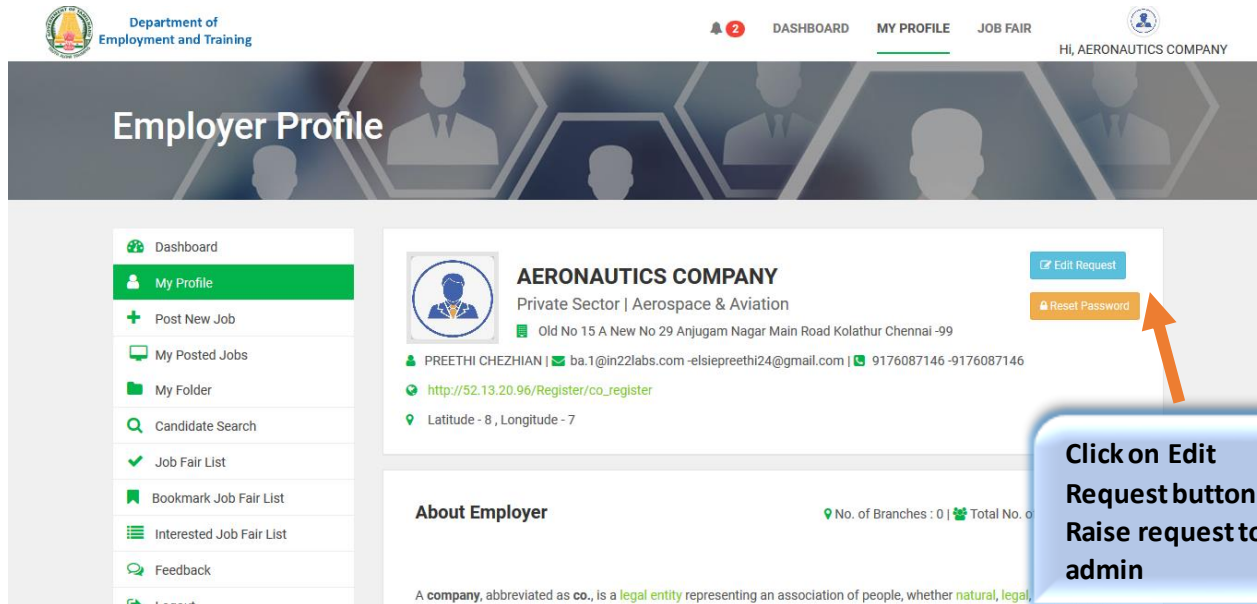 Department of
Employment and Training
2 DASHBOARD MY PROFILE JOB FAIR
Hi, AERONAUTICS COMPANY
Employer Profile
Dashboard
My Profile
Post New Job
My Posted Jobs
My Folder
Candidate Search
Job Fair List
Bookmark Job Fair List
Interested Job Fair List
Feedback
AERONAUTICS COMPANY
Private Sector | Aerospace & Aviation
Old No 15 A New No 29 Anjugam Nagar Main Road Kolathur Chennai -99
PREETHI CHEZHIAN | ba.1@in22labs.com -elsiepreethi24@gmail.com | 9176087146 -9176087146
http://52.13.20.96/Register/co_register
Latitude - 8 , Longitude - 7
Edit Request
Reset Password
About Employer
No. of Branches : 0 | Total No. o
A company, abbreviated as co., is a legal entity representing an association of people, whether natural, legal,
Click on Edit
Request button
Raise request to
admin